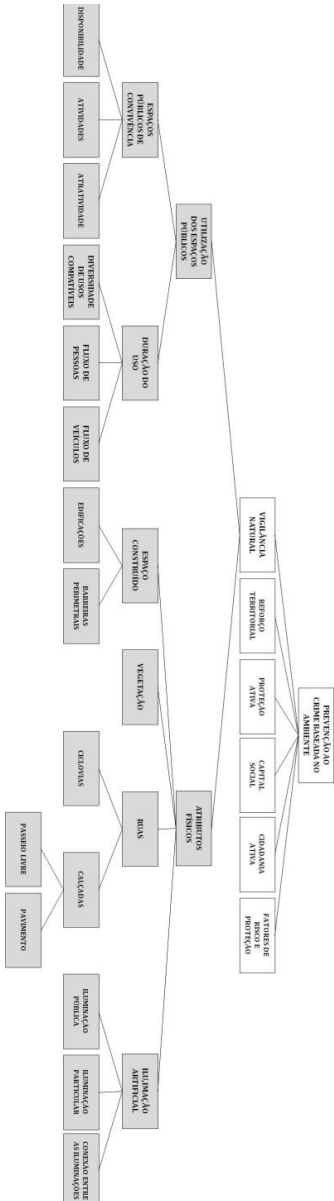 PREVENÇÃO AO
CRIME BASEADA NO
AMBIENTE
VIGILÂNCIA
NATURAL
REFORÇO
TERRITORIAL
PROTEÇÃO
ATIVA
CAPITAL
SOCIAL
CIDADANIA
ATIVA
FATORES DE
RISCO E
PROTEÇÃO
UTILIZAÇÃO
DOS ESPAÇOS
PÚBLICOS
ATRIBUTOS
FÍSICOS
ESPAÇOS
PÚBLICOS DE
CONVIVÊNCIA
DURAÇÃO DO
USO
ESPAÇO
CONSTRUÍDO
VEGETAÇÃO
RUAS
ILUJMAÇÃO
ARTIFICIAL
DISPONIBILIDADE
ATIVIDADES
ATRATIVIDADE
DIVERSIDADE
DE USOS
COMPATÍVEIS
FLUXO DE
PESSOAS
FLUXO DE
VEÍCULOS
EDIFICAÇÕES
BARREIRAS
PERIMETRAIS
CICLOVIAS
CALÇADAS
ILUMINAÇÃO
PÚBLICA
ILUMINAÇÃO
PARTICULAR
CONEXÃO ENTRE
AS ILUMINAÇÕES
PASSEIO LIVRE
PAVIMENTO